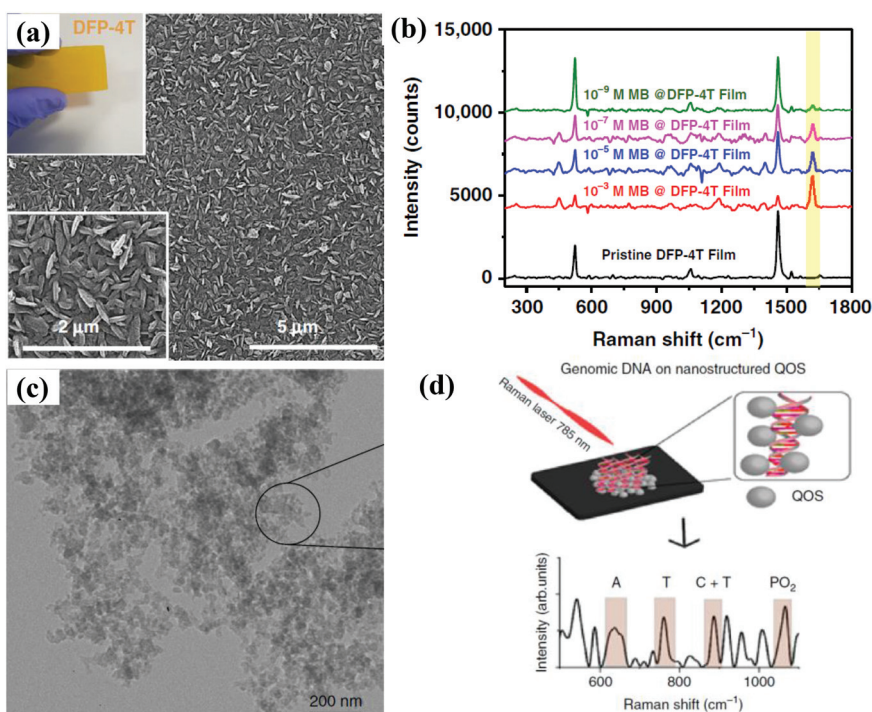 (a)
DFP-4T
2 μm
5 μm
(b)
15,000
10,000
5000
0
Intensity (counts)
10⁻⁹ M MB @DFP-4T Film
10⁻⁷ M MB @ DFP-4T Film
10⁻⁵ M MB @ DFP-4T Film
10⁻³ M MB @ DFP-4T Film
Pristine DFP-4T Film
300 600 900 1200 1500 1800
Raman shift (cm⁻¹)
(c)
200 nm
(d)
Genomic DNA on nanostructured QOS
Raman laser 785 nm
QOS
A T C + T PO₂
Intensity (arb.units)
600 800 1000
Raman shift (cm⁻¹)